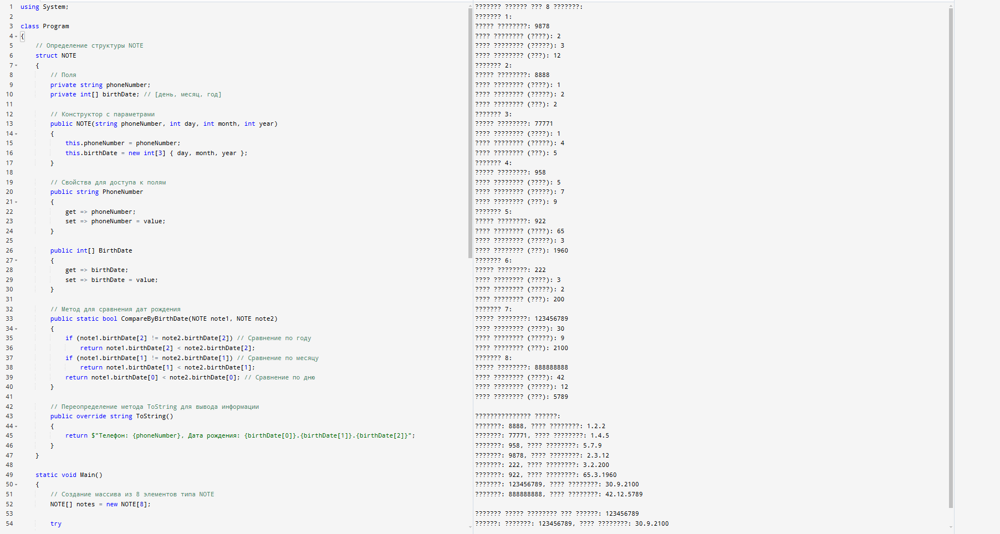 using System;

class Program
{
    // Определение структуры NOTE
    struct NOTE
    {
        // Поля
        private string phoneNumber;
        private int[] birthDate; // [день, месяц, год]

        // Конструктор с параметрами
        public NOTE(string phoneNumber, int day, int month, int year)
        {
            this.phoneNumber = phoneNumber;
            this.birthDate = new int[3] { day, month, year };
        }

        // Свойства для доступа к полям
        public string PhoneNumber
        {
            get => phoneNumber;
            set => phoneNumber = value;
        }

        public int[] BirthDate
        {
            get => birthDate;
            set => birthDate = value;
        }

        // Метод для сравнения дат рождения
        public static bool CompareByBirthDate(NOTE note1, NOTE note2)
        {
            if (note1.birthDate[2] != note2.birthDate[2]) // Сравнение по году
                return note1.birthDate[2] < note2.birthDate[2];
            if (note1.birthDate[1] != note2.birthDate[1]) // Сравнение по месяцу
                return note1.birthDate[1] < note2.birthDate[1];
            return note1.birthDate[0] < note2.birthDate[0]; // Сравнение по дню
        }

        // Переопределение метода ToString для вывода информации
        public override string ToString()
        {
            return $"Телефон: {phoneNumber}, Дата рождения: {birthDate[0]}.{birthDate[1]}.{birthDate[2]}";
        }
    }

    static void Main()
    {
        // Создание массива из 8 элементов типа NOTE
        NOTE[] notes = new NOTE[8];

        try
??????? ?????? ??? 8 ???????:
??????? 1:
????? ????????: 9878
???? ???????? (????): 2
???? ???????? (?????): 3
???? ???????? (???): 12
??????? 2:
????? ????????: 8888
???? ???????? (????): 1
???? ???????? (?????): 2
???? ???????? (???): 2
??????? 3:
????? ????????: 77771
???? ???????? (????): 1
???? ???????? (?????): 4
???? ???????? (???): 5
??????? 4:
????? ????????: 958
???? ???????? (????): 5
???? ???????? (?????): 7
???? ???????? (???): 9
??????? 5:
????? ????????: 922
???? ???????? (????): 65
???? ???????? (?????): 3
???? ???????? (???): 1960
??????? 6:
????? ????????: 222
???? ???????? (????): 3
???? ???????? (?????): 2
???? ???????? (???): 200
??????? 7:
????? ????????: 123456789
???? ???????? (????): 30
???? ???????? (?????): 9
???? ???????? (???): 2100
??????? 8:
????? ????????: 888888888
???? ???????? (????): 42
???? ???????? (?????): 12
???? ???????? (???): 5789

??????????????? ??????:
???????: 8888, ???? ????????: 1.2.2
???????: 77771, ???? ????????: 1.4.5
???????: 958, ???? ????????: 5.7.9
???????: 9878, ???? ????????: 2.3.12
???????: 222, ???? ????????: 3.2.200
???????: 922, ???? ????????: 65.3.1960
???????: 123456789, ???? ????????: 30.9.2100
???????: 888888888, ???? ????????: 42.12.5789

??????? ????? ???????? ??? ??????: 123456789
??????: ???????: 123456789, ???? ????????: 30.9.2100